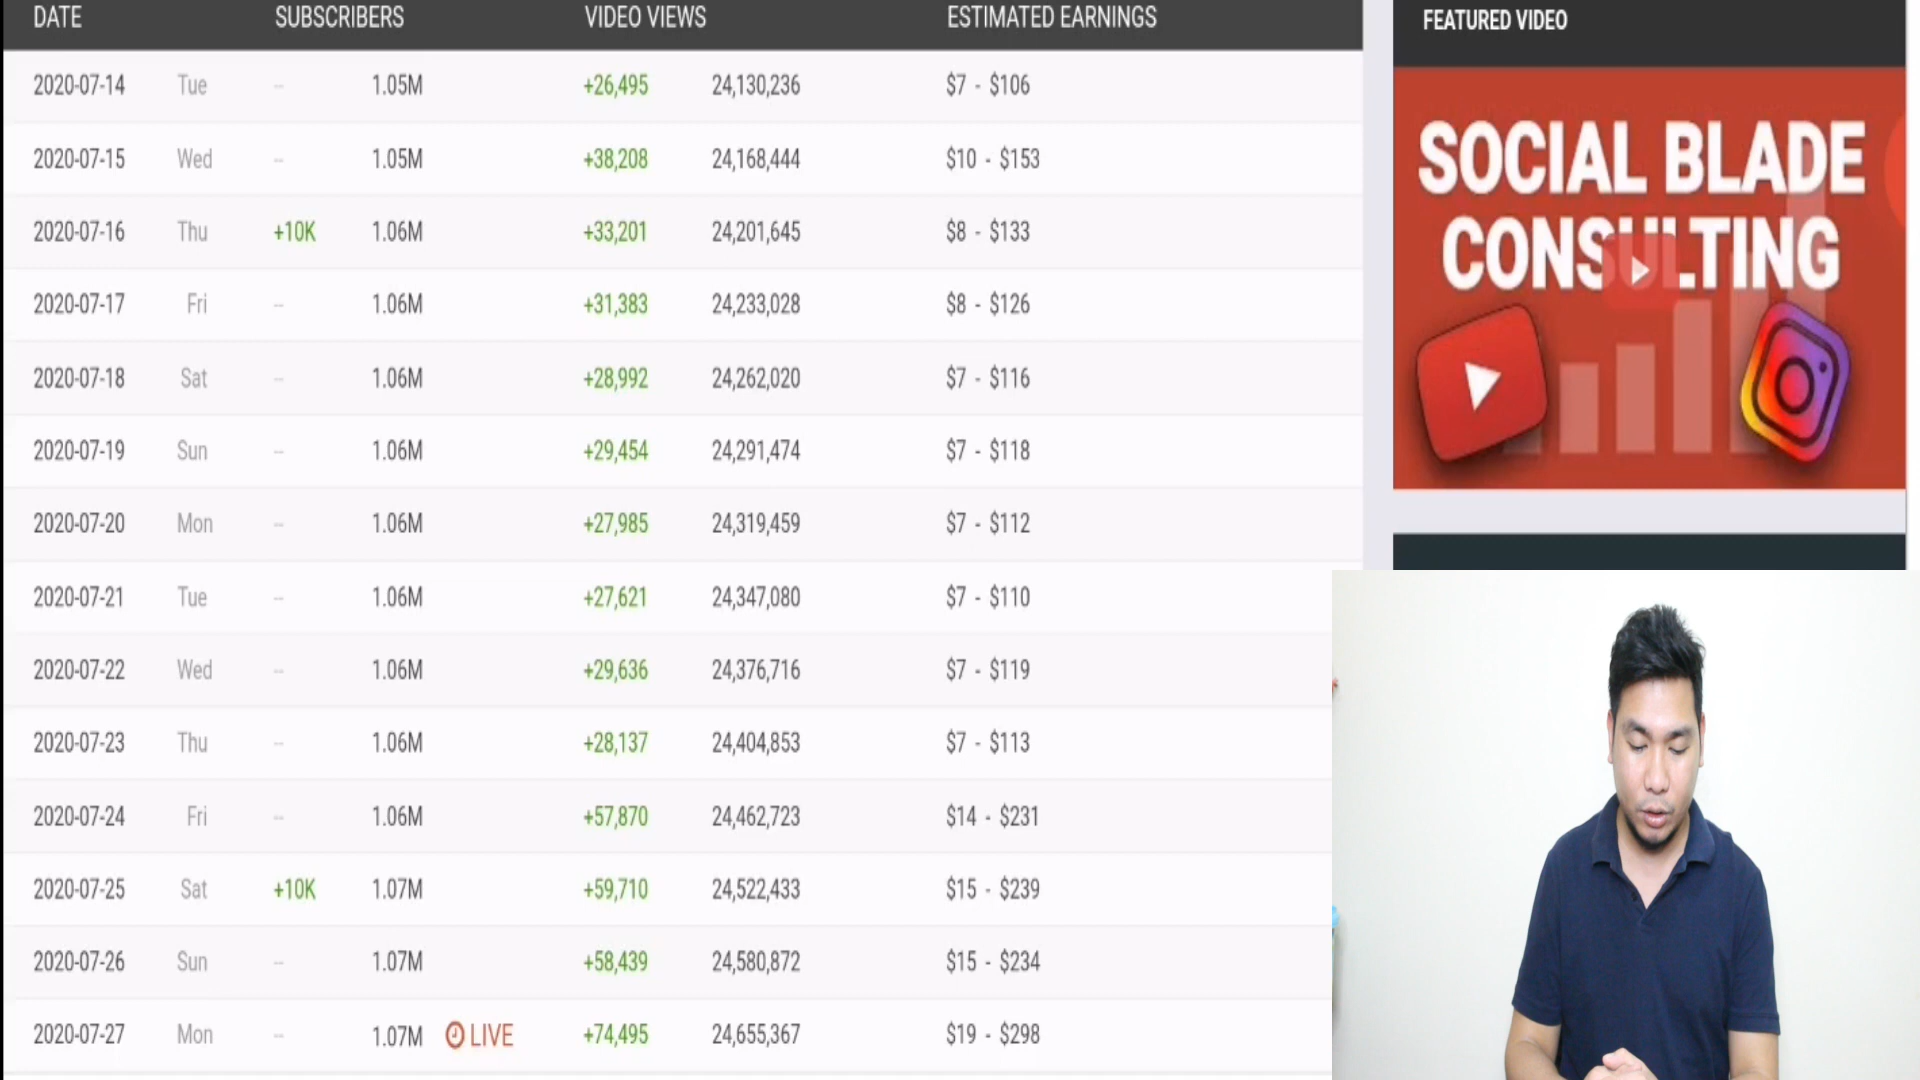 DATE SUBSCRIBERS VIDEO VIEWS ESTIMATED EARNINGS
2020-07-14 Tue -- 1.05M +26,495 24,130,236 $7 - $106
2020-07-15 Wed -- 1.05M +38,208 24,168,444 $10 - $153
2020-07-16 Thu +10K 1.06M +33,201 24,201,645 $8 - $133
2020-07-17 Fri -- 1.06M +31,383 24,233,028 $8 - $126
2020-07-18 Sat -- 1.06M +28,992 24,262,020 $7 - $116
2020-07-19 Sun -- 1.06M +29,454 24,291,474 $7 - $118
2020-07-20 Mon -- 1.06M +27,985 24,319,459 $7 - $112
2020-07-21 Tue -- 1.06M +27,621 24,347,080 $7 - $110
2020-07-22 Wed -- 1.06M +29,636 24,376,716 $7 - $119
2020-07-23 Thu -- 1.06M +28,137 24,404,853 $7 - $113
2020-07-24 Fri -- 1.06M +57,870 24,462,723 $14 - $231
2020-07-25 Sat +10K 1.07M +59,710 24,522,433 $15 - $239
2020-07-26 Sun -- 1.07M +58,439 24,580,872 $15 - $234
2020-07-27 Mon -- 1.07M LIVE +74,495 24,655,367 $19 - $298
FEATURED VIDEO
SOCIAL BLADE
CONSULTING